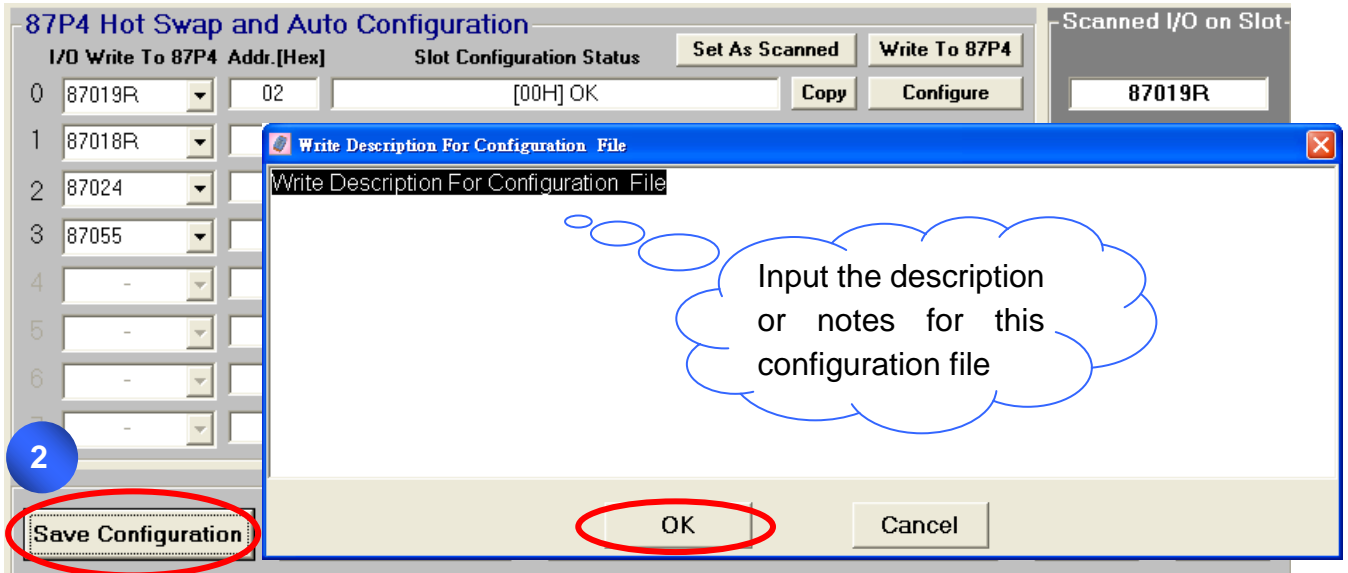 87P4 Hot Swap and Auto Configuration
Scanned I/O on Slot
I/O Write To 87P4 Addr.[Hex] Slot Configuration Status Set As Scanned Write To 87P4
0 87019R 02 [00H] OK Copy Configure 87019R
1 87018R
Write Description For Configuration File
2 87024
Write Description For Configuration File
3 87055
Input the description
or notes for this
configuration file
4 -
5 -
6 -
-
2
Save Configuration
OK Cancel